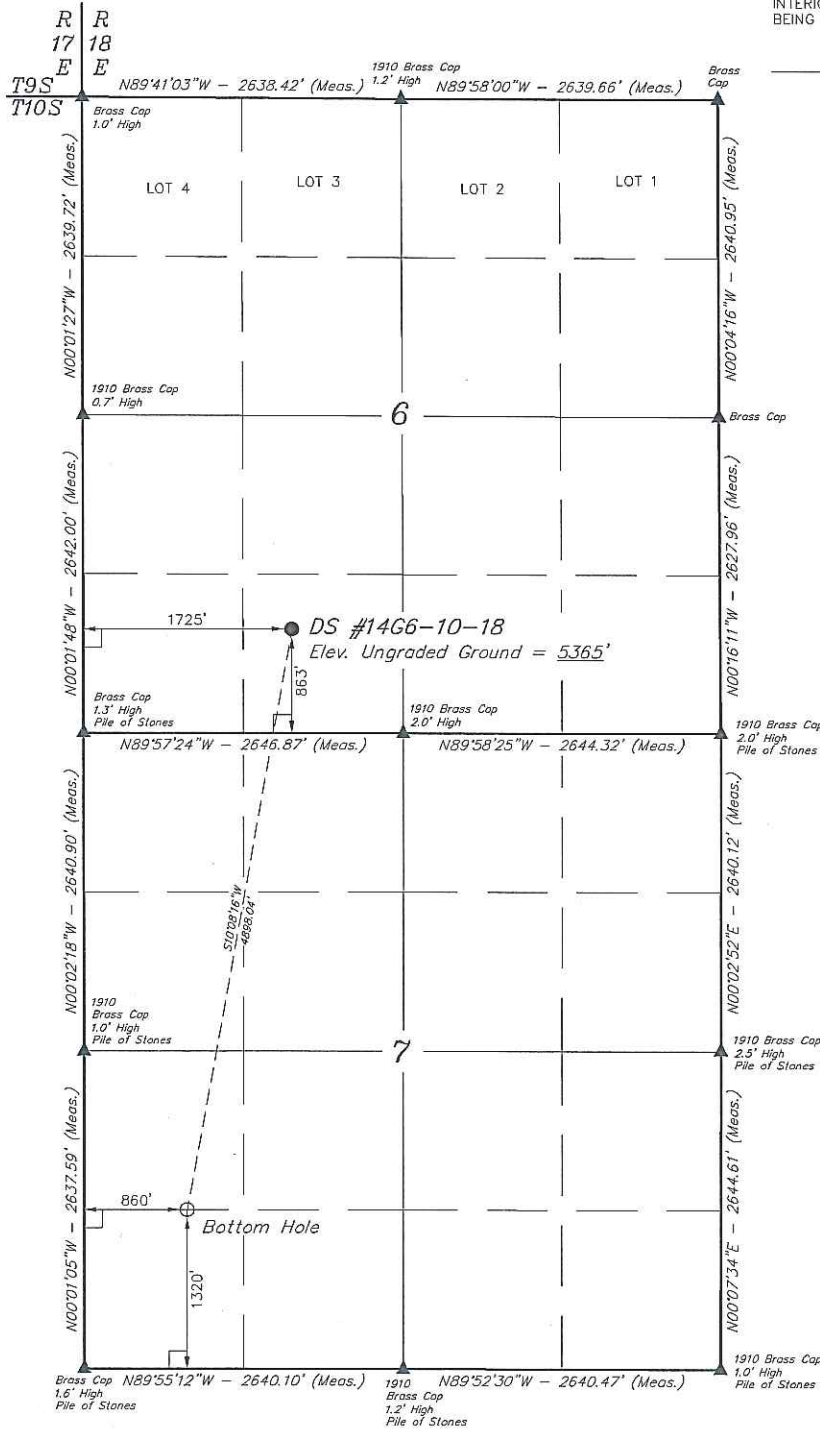 INTERIO
BEING
R R
17 18
E E
T9S
T10S
N89°41'03"W - 2638.42' (Meas.)
1910 Brass Cap
1.2' High
N89°58'00"W - 2639.66' (Meas.)
Brass
Cap
Brass Cap
1.0' High
N00°01'27"W - 2639.72' (Meas.)
LOT 4
LOT 3
LOT 2
LOT 1
N00°04'16"W - 2640.95' (Meas.)
1910 Brass Cap
0.7' High
6
Brass Cap
N00°01'48"W - 2642.00' (Meas.)
N00°16'11"W - 2627.96' (Meas.)
1725'
DS #14G6-10-18
Elev. Ungraded Ground = 5365'
863'
Brass Cap
1.3' High
Pile of Stones
1910 Brass Cap
2.0' High
1910 Brass Cap
2.0' High
Pile of Stones
N89°57'24"W - 2646.87' (Meas.)
N89°58'25"W - 2644.32' (Meas.)
N00°02'18"W - 2640.90' (Meas.)
S10°08'16"W
4898.04'
N00°02'52"E - 2640.12' (Meas.)
1910
Brass Cap
1.0' High
Pile of Stones
7
1910 Brass Cap
2.5' High
Pile of Stones
N00°01'05"W - 2637.59' (Meas.)
860'
Bottom Hole
1320'
N00°07'34"E - 2644.61' (Meas.)
Brass Cap
1.6' High
Pile of Stones
N89°55'12"W - 2640.10' (Meas.)
1910
Brass Cap
1.2' High
Pile of Stones
N89°52'30"W - 2640.47' (Meas.)
1910 Brass Cap
1.0' High
Pile of Stones